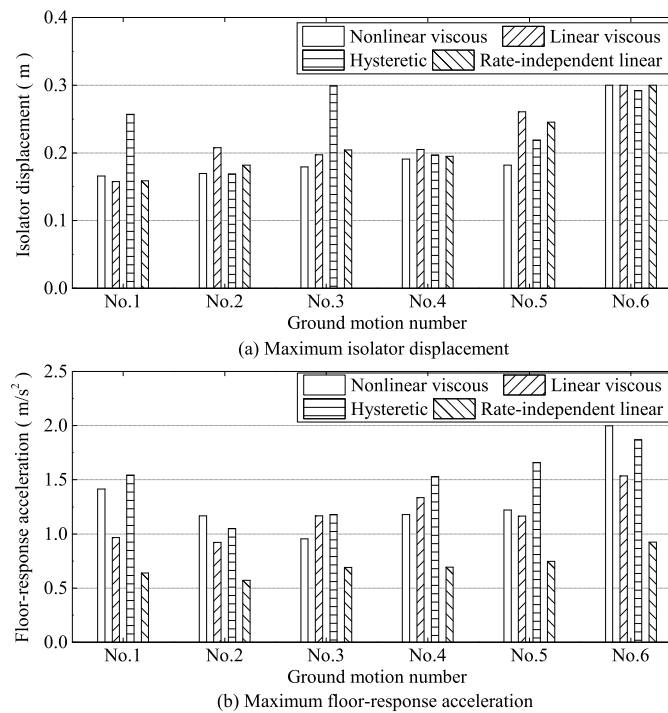 0.4
0.3
0.2
0.1
0.0
Isolator displacement ( m )
Nonlinear viscous
Linear viscous
Hysteretic
Rate-independent linear
No.1 No.2 No.3 No.4 No.5 No.6
Ground motion number
(a) Maximum isolator displacement
2.5
2.0
1.5
1.0
0.5
0.0
Floor-response acceleration ( m/s² )
Nonlinear viscous
Linear viscous
Hysteretic
Rate-independent linear
No.1 No.2 No.3 No.4 No.5 No.6
Ground motion number
(b) Maximum floor-response acceleration